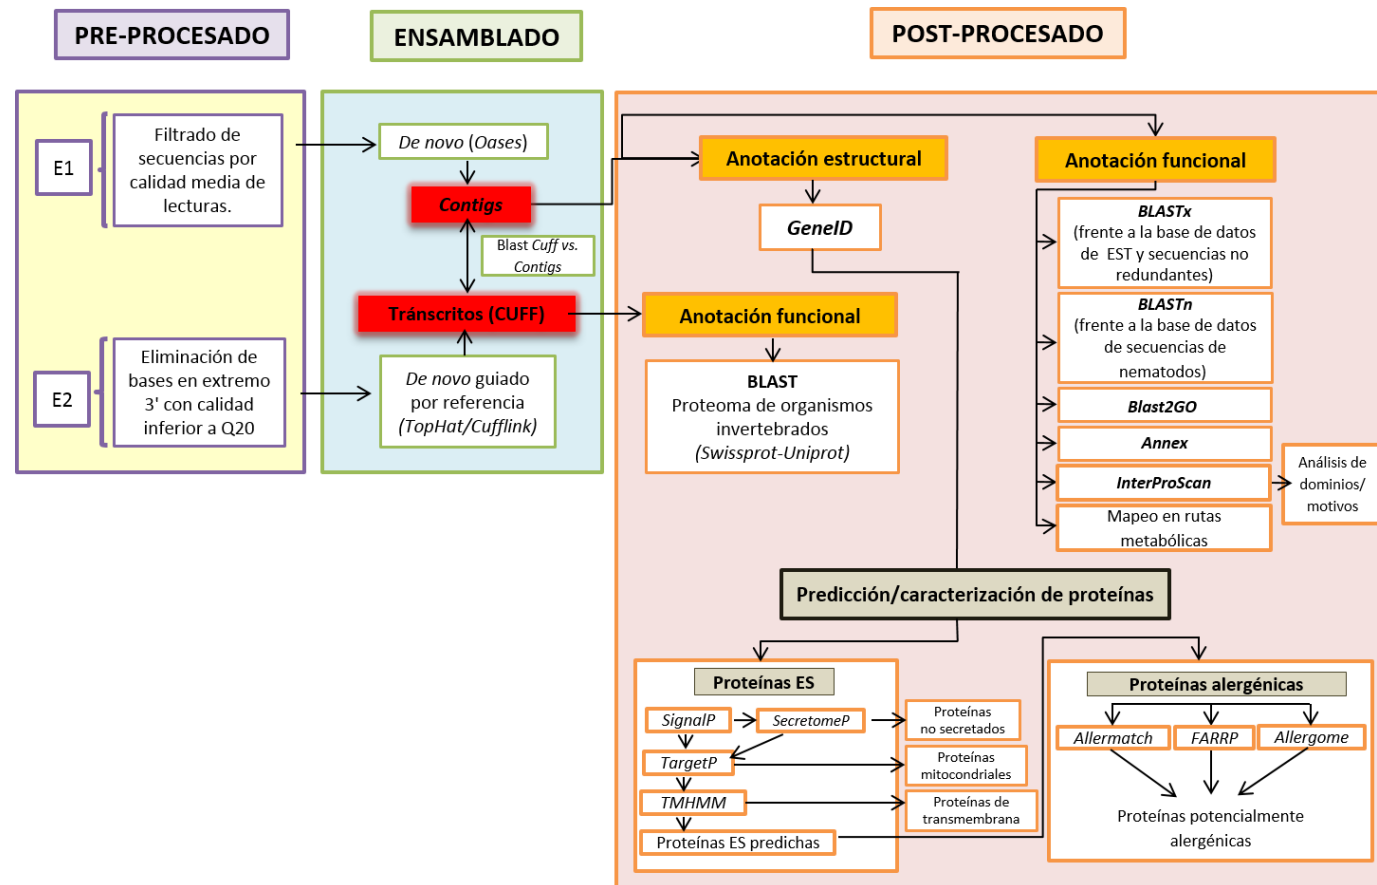 PRE-PROCESADO
ENSAMBLADO
POST-PROCESADO
E1
Filtrado de
secuencias por
calidad media de
lecturas.
E2
Eliminación de
bases en extremo
3' con calidad
inferior a Q20
De novo (Oases)
Contigs
Blast Cuff vs.
Contigs
Tránscritos (CUFF)
De novo guiado
por referencia
(TopHat/Cufflink)
Anotación estructural
GeneID
Anotación funcional
BLAST
Proteoma de organismos
invertebrados
(Swissprot-Uniprot)
Anotación funcional
BLASTx
(frente a la base de datos
de EST y secuencias no
redundantes)
BLASTn
(frente a la base de datos
de secuencias de
nematodos)
Blast2GO
Annex
InterProScan
Análisis de
dominios/
motivos
Mapeo en rutas
metabólicas
Predicción/caracterización de proteínas
Proteínas ES
SignalP
SecretomeP
Proteínas
no secretados
TargetP
Proteínas
mitocondriales
TMHMM
Proteínas de
transmembrana
Proteínas ES predichas
Proteínas alergénicas
Allermatch
FARRP
Allergome
Proteínas potencialmente
alergénicas